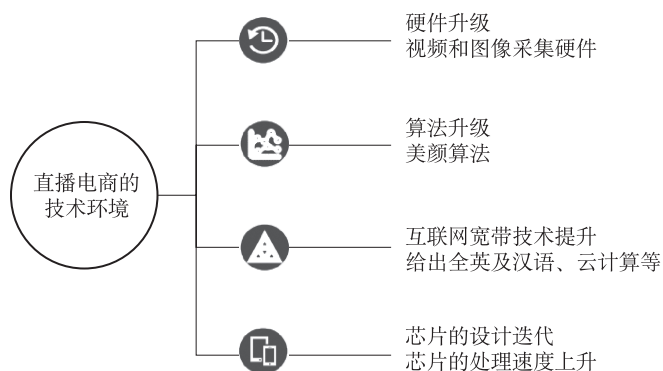 直播电商的
技术环境
硬件升级
视频和图像采集硬件
算法升级
美颜算法
互联网宽带技术提升
给出全英及汉语、云计算等
芯片的设计迭代
芯片的处理速度上升